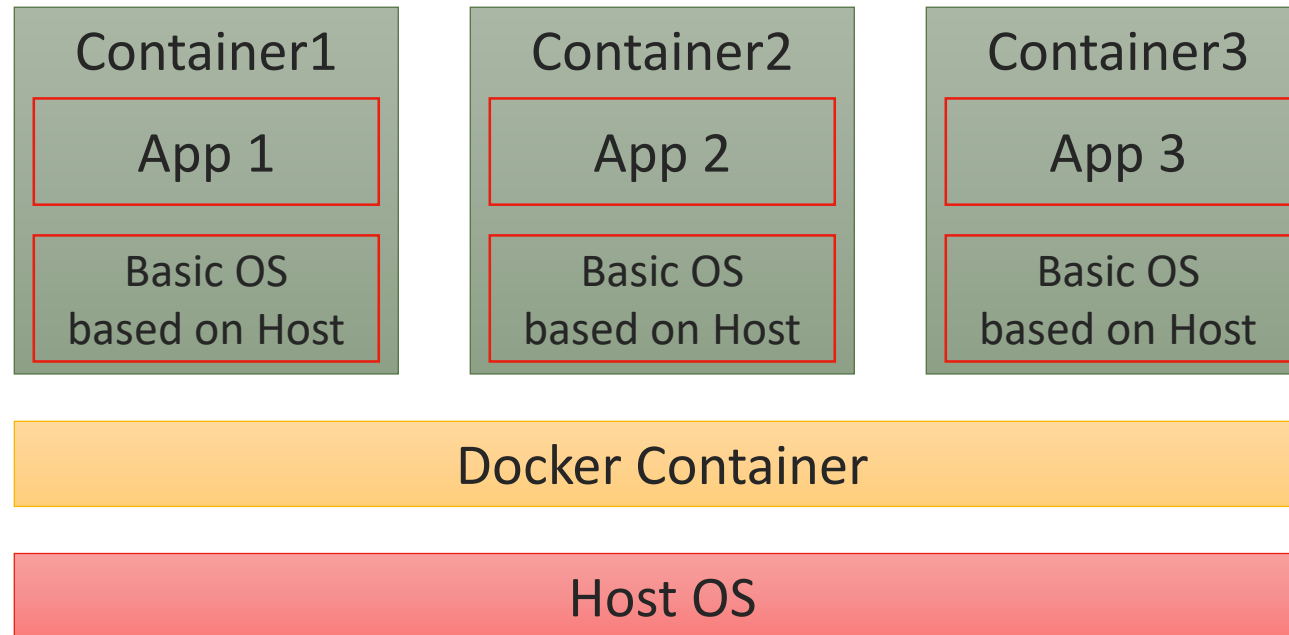 Container1
App 1
Basic OS
based on Host
Container2
App 2
Basic OS
based on Host
Container3
App 3
Basic OS
based on Host
Docker Container
Host OS